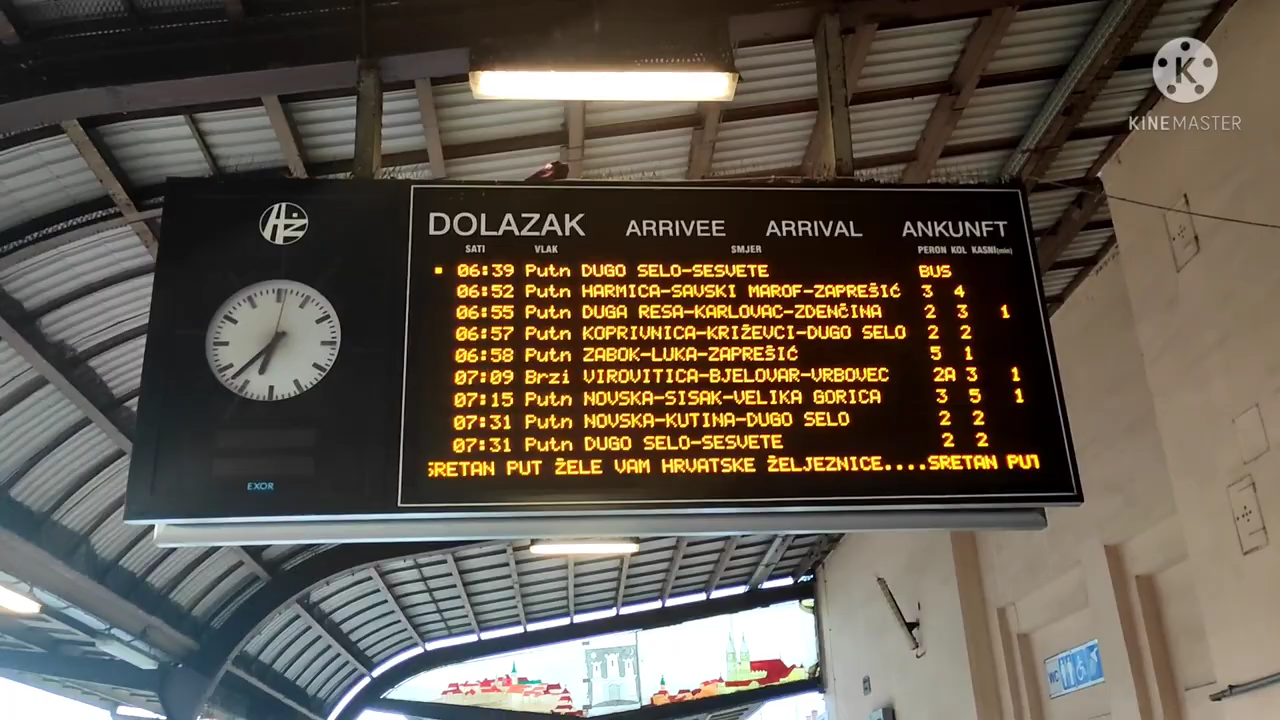 K
KINEMASTER
HŽ
DOLAZAK ARRIVEE ARRIVAL ANKUNFT
SATI VLAK SMJER PERON KOL KASNI(min)
06:39 Putn DUGO SELO-SESVETE BUS
06:52 Putn HARMICA-SAVSKI MAROF-ZAPREŠIĆ 3 4
06:55 Putn DUGA RESA-KARLOVAC-ZDENČINA 2 3 1
06:57 Putn KOPRIVNICA-KRIŽEVCI-DUGO SELO 2 2
06:58 Putn ZABOK-LUKA-ZAPREŠIĆ 5 1
07:09 Brzi VIROVITICA-BJELOVAR-VRBOVEC 2A 3 1
07:15 Putn NOVSKA-SISAK-VELIKA GORICA 3 5 1
07:31 Putn NOVSKA-KUTINA-DUGO SELO 2 2
07:31 Putn DUGO SELO-SESVETE 2 2
SRETAN PUT ŽELE VAM HRVATSKE ŽELJEZNICE....SRETAN PUT
EXOR
WC